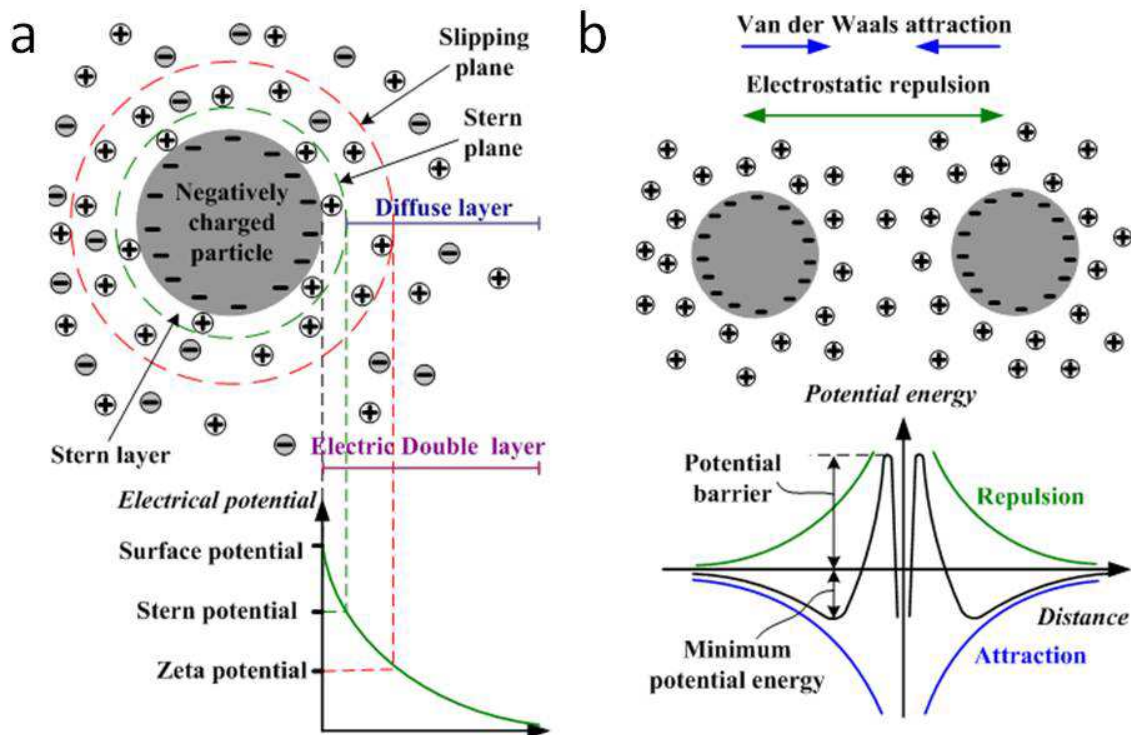 a
Slipping
plane
Stern
plane
Negatively
charged
particle
Diffuse layer
Stern layer
Electric Double layer
Electrical potential
Surface potential
Stern potential
Zeta potential
b
Van der Waals attraction
Electrostatic repulsion
Potential energy
Potential
barrier
Repulsion
Distance
Minimum
potential energy
Attraction